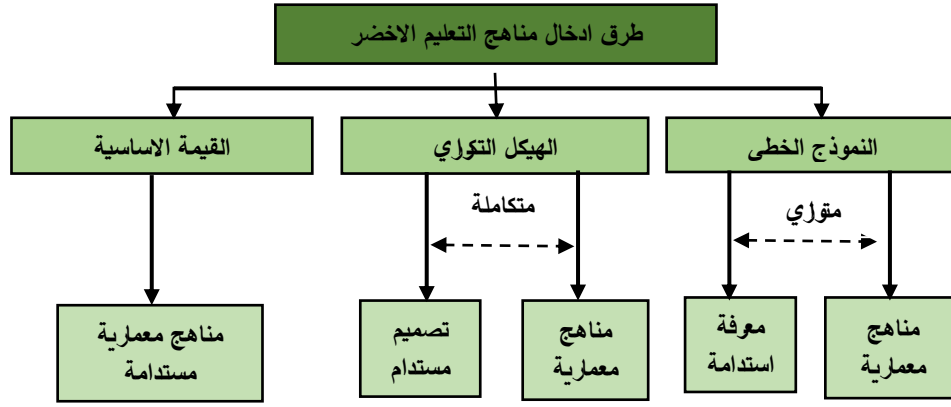 طرق ادخال مناهج التعليم الاخضر
النموذج الخطى
الهيكل التكراري
القيمة الاساسية
متوازي
متكاملة
مناهج
معمارية
معرفة
استدامة
مناهج
معمارية
تصميم
مستدام
مناهج معمارية
مستدامة